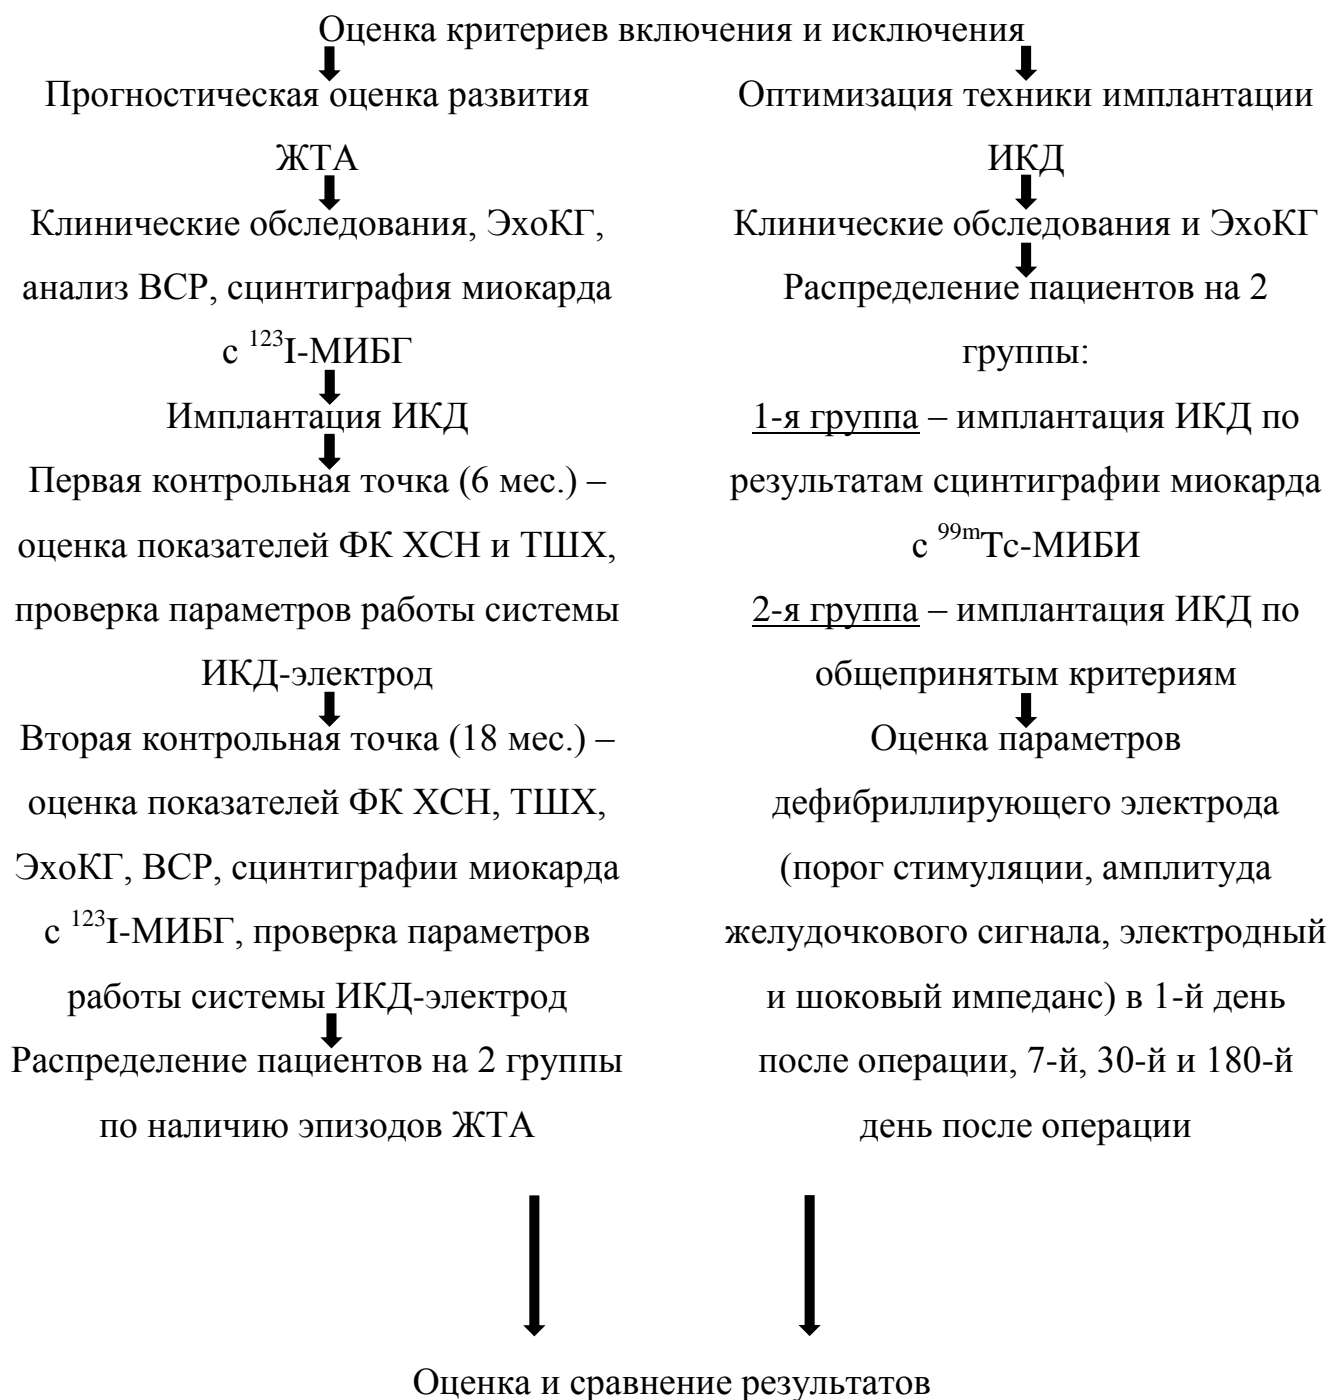 Оценка критериев включения и исключения
Прогностическая оценка развития
ЖТА
Клинические обследования, ЭхоКГ,
анализ ВСР, сцинтиграфия миокарда
с ¹²³I-МИБГ
Имплантация ИКД
Первая контрольная точка (6 мес.) –
оценка показателей ФК ХСН и ТШХ,
проверка параметров работы системы
ИКД-электрод
Вторая контрольная точка (18 мес.) –
оценка показателей ФК ХСН, ТШХ,
ЭхоКГ, ВСР, сцинтиграфии миокарда
с ¹²³I-МИБГ, проверка параметров
работы системы ИКД-электрод
Распределение пациентов на 2 группы
по наличию эпизодов ЖТА
Оптимизация техники имплантации
ИКД
Клинические обследования и ЭхоКГ
Распределение пациентов на 2
группы:
1-я группа – имплантация ИКД по
результатам сцинтиграфии миокарда
с ⁹⁹ᵐТс-МИБИ
2-я группа – имплантация ИКД по
общепринятым критериям
Оценка параметров
дефибриллирующего электрода
(порог стимуляции, амплитуда
желудочкового сигнала, электродный
и шоковый импеданс) в 1-й день
после операции, 7-й, 30-й и 180-й
день после операции
Оценка и сравнение результатов